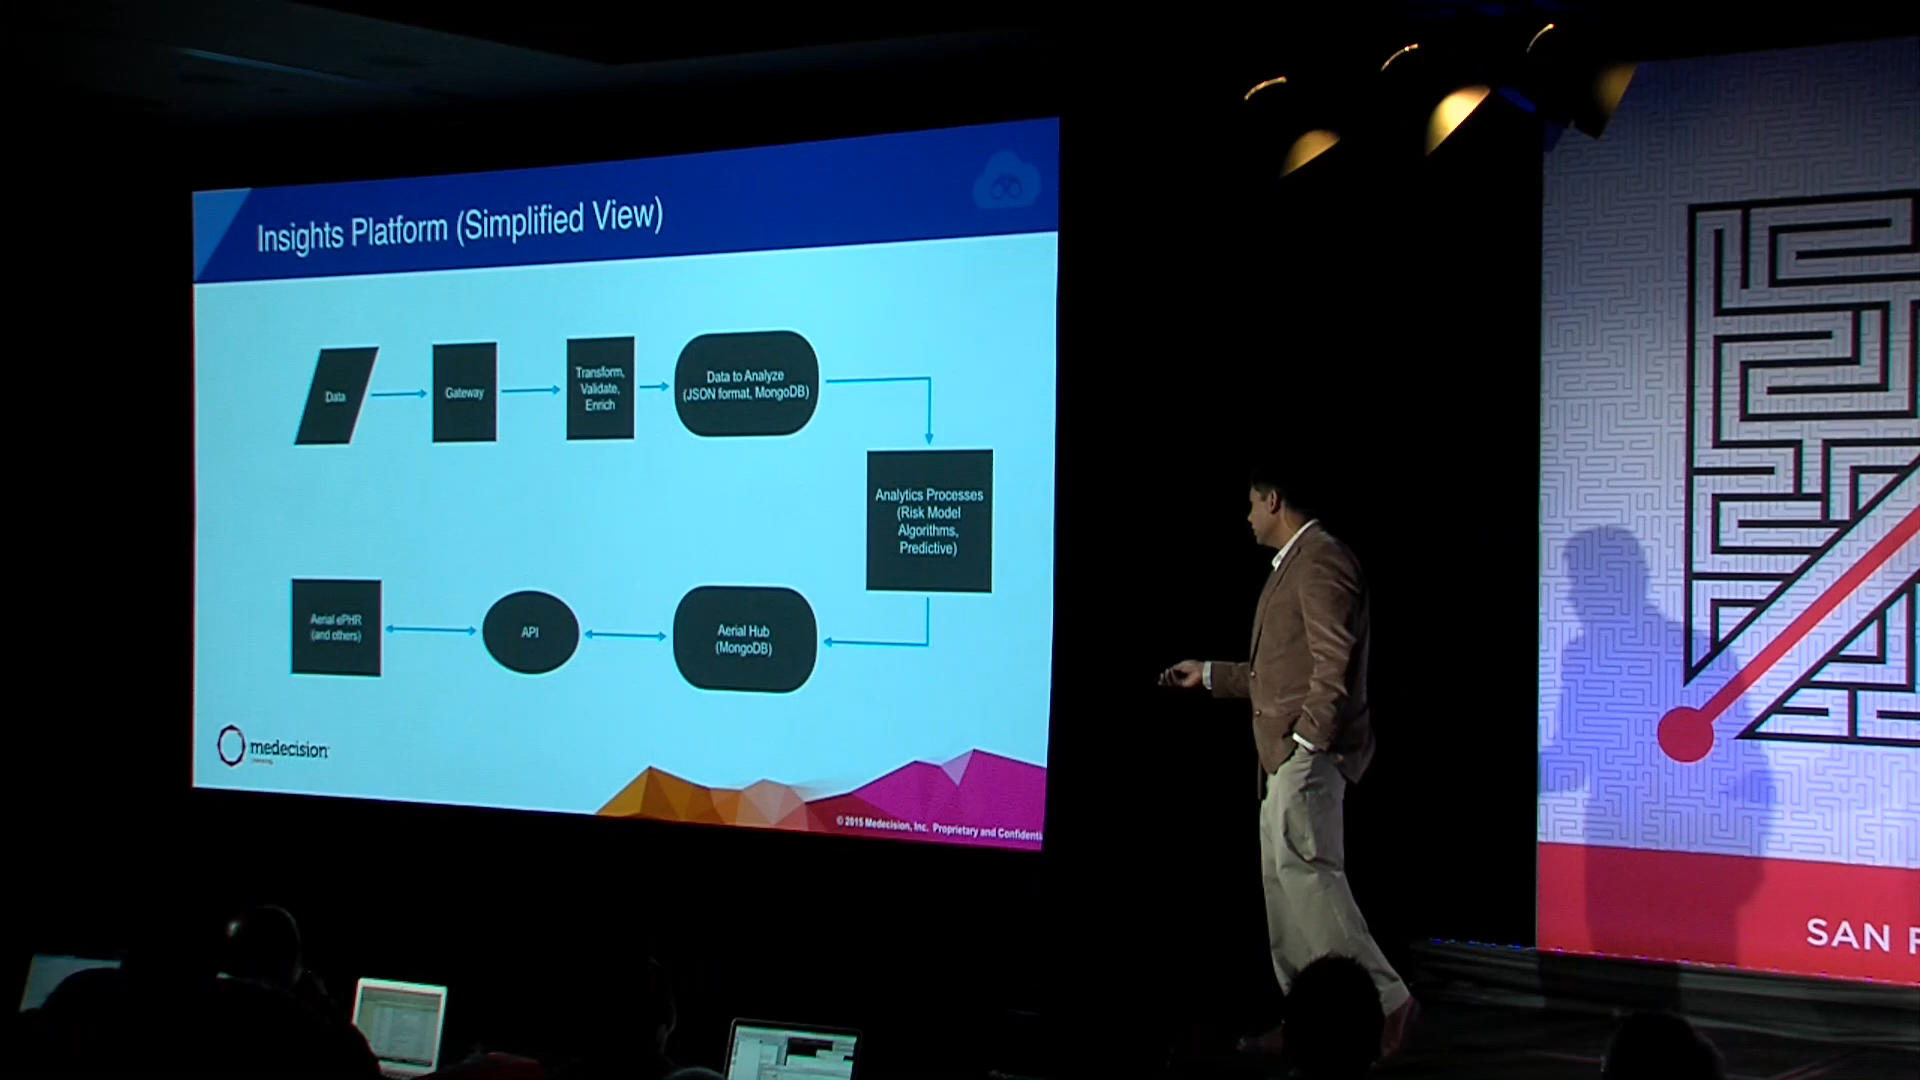 Insights Platform (Simplified View)
Data
Gateway
Transform,
Validate,
Enrich
Data to Analyze
(JSON format, MongoDB)
Analytics Processes
(Risk Model
Algorithms,
Predictive)
Aerial ePHR
(and others)
API
Aerial Hub
(MongoDB)
medecision
© 2015 Medecision, Inc. Proprietary and Confidenti
SAN F